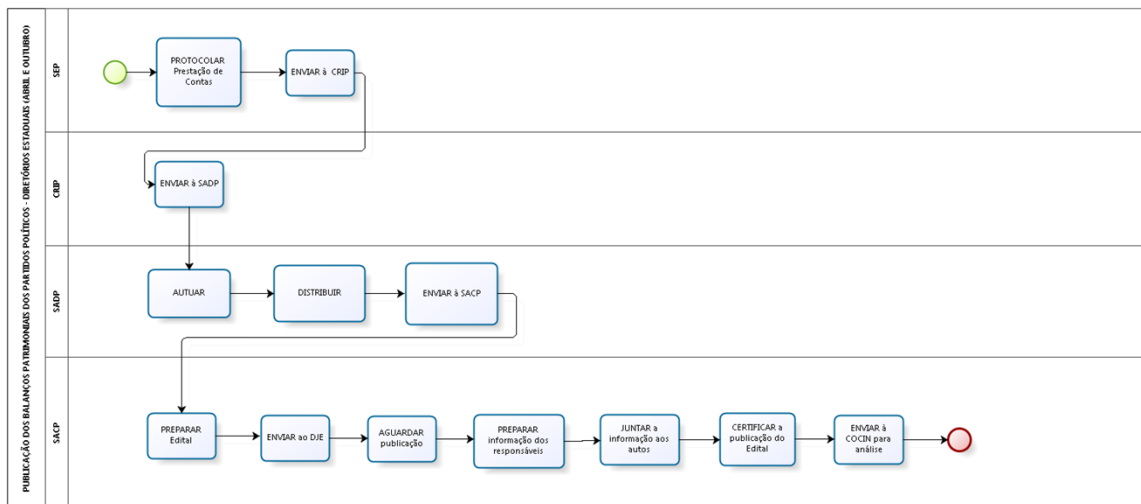 PUBLICAÇÃO DOS BALANÇOS PATRIMONIAIS DOS PARTIDOS POLÍTICOS - DIRETÓRIOS ESTADUAIS (ABRIL E OUTUBRO)
SEP
PROTOCOLAR
Prestação de
Contas
ENVIAR à CRIP
CRIP
ENVIAR à SADP
SADP
AUTUAR
DISTRIBUIR
ENVIAR à SACP
SACP
PREPARAR
Edital
ENVIAR ao DJE
AGUARDAR
publicação
PREPARAR
informação dos
responsáveis
JUNTAR a
informação aos
autos
CERTIFICAR a
publicação do
Edital
ENVIAR à
COCIN para
análise